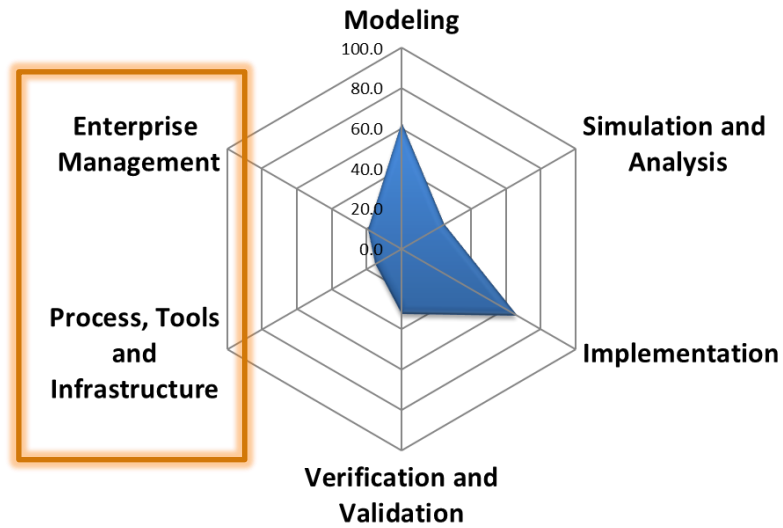 Modeling
100.0
80.0
60.0
40.0
20.0
0.0
Simulation and
Analysis
Implementation
Verification and
Validation
Process, Tools
and
Infrastructure
Enterprise
Management